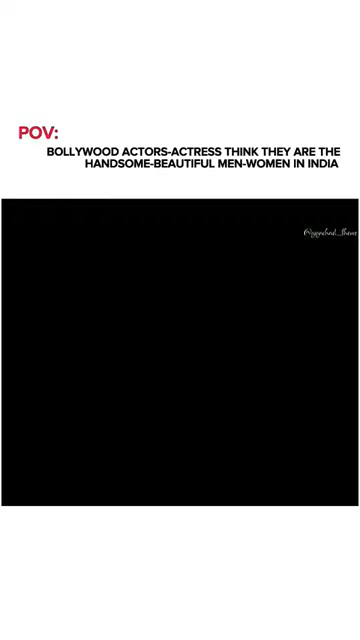 POV:
BOLLYWOOD ACTORS-ACTRESS THINK THEY ARE THE
HANDSOME-BEAUTIFUL MEN-WOMEN IN INDIA